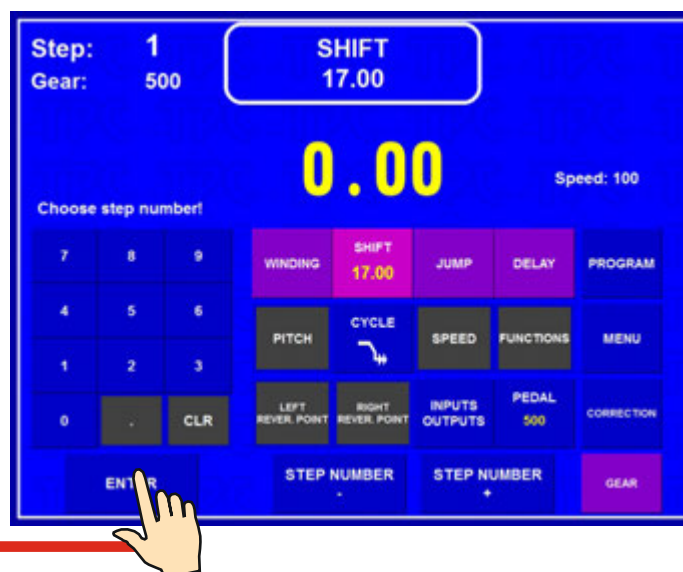 Step: 1
Gear: 500
SHIFT
17.00
0.00
Speed: 100
Choose step number!
7 8 9
WINDING
SHIFT
17.00
JUMP
DELAY
PROGRAM
4 5 6
PITCH
CYCLE
SPEED
FUNCTIONS
MENU
1 2 3
0 . CLR
LEFT
REVER. POINT
RIGHT
REVER. POINT
INPUTS
OUTPUTS
PEDAL
500
CORRECTION
ENTER
STEP NUMBER
-
STEP NUMBER
+
GEAR